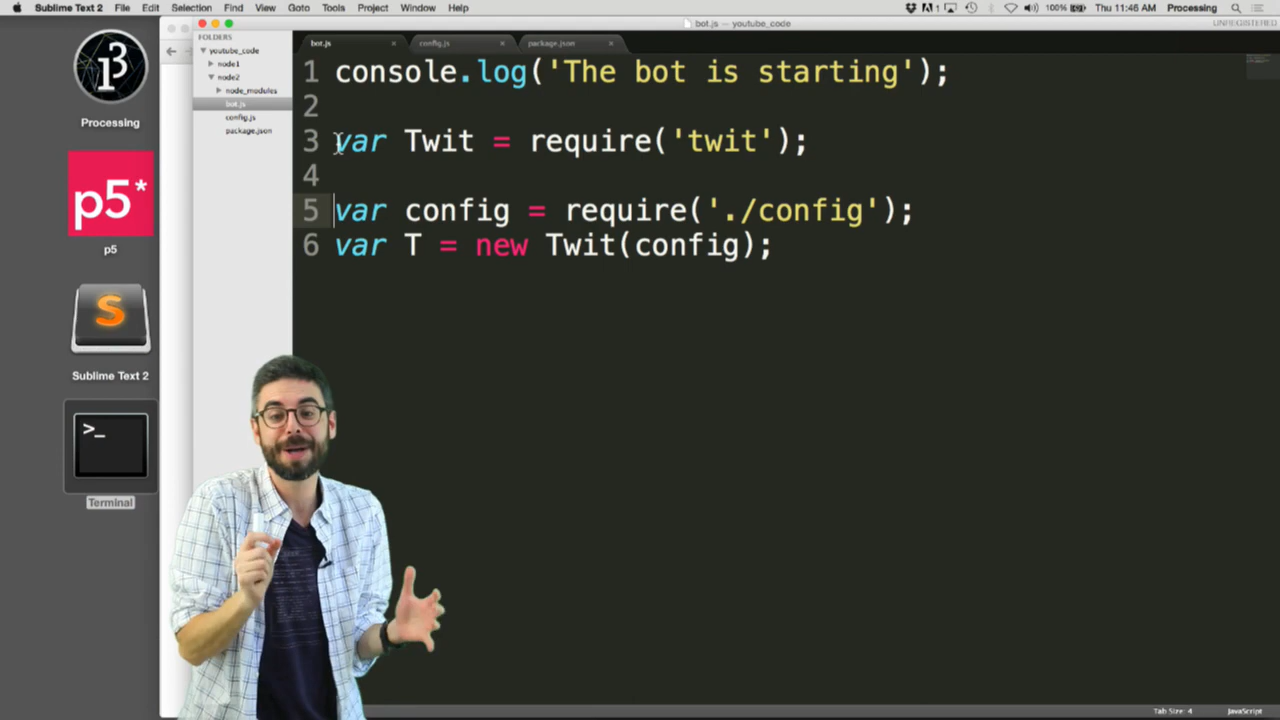 Sublime Text 2 File Edit Selection Find View Goto Tools Project Window Help
1 100% Thu 11:46 AM Processing
bot.js — youtube_code
UNREGISTERED
FOLDERS
youtube_code
node1
node2
node_modules
bot.js
config.js
package.json
bot.js config.js package.json
1 console.log('The bot is starting');
2
3 var Twit = require('twit');
4
5 var config = require('./config');
6 var T = new Twit(config);
Processing
p5*
p5
S
Sublime Text 2
>_
Terminal
Tab Size: 4 JavaScript